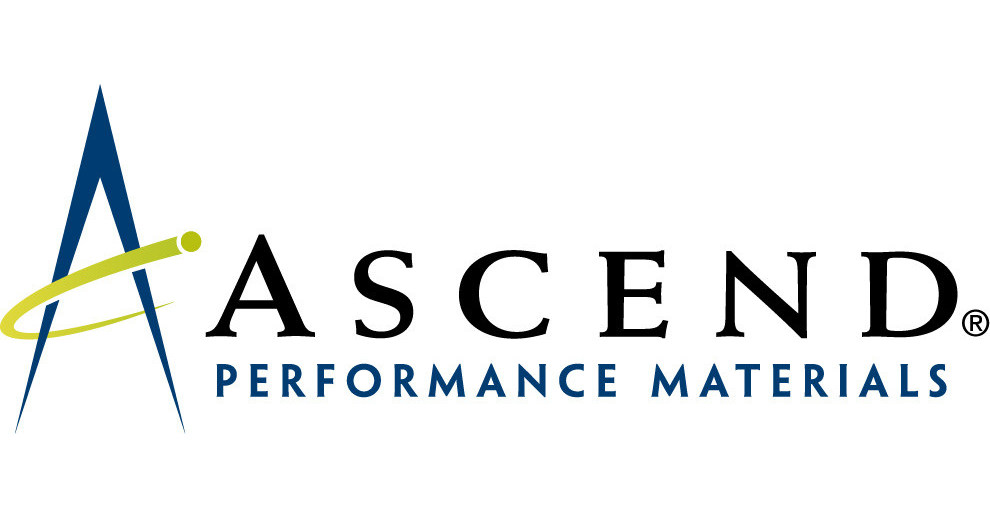 ASCEND®
PERFORMANCE MATERIALS